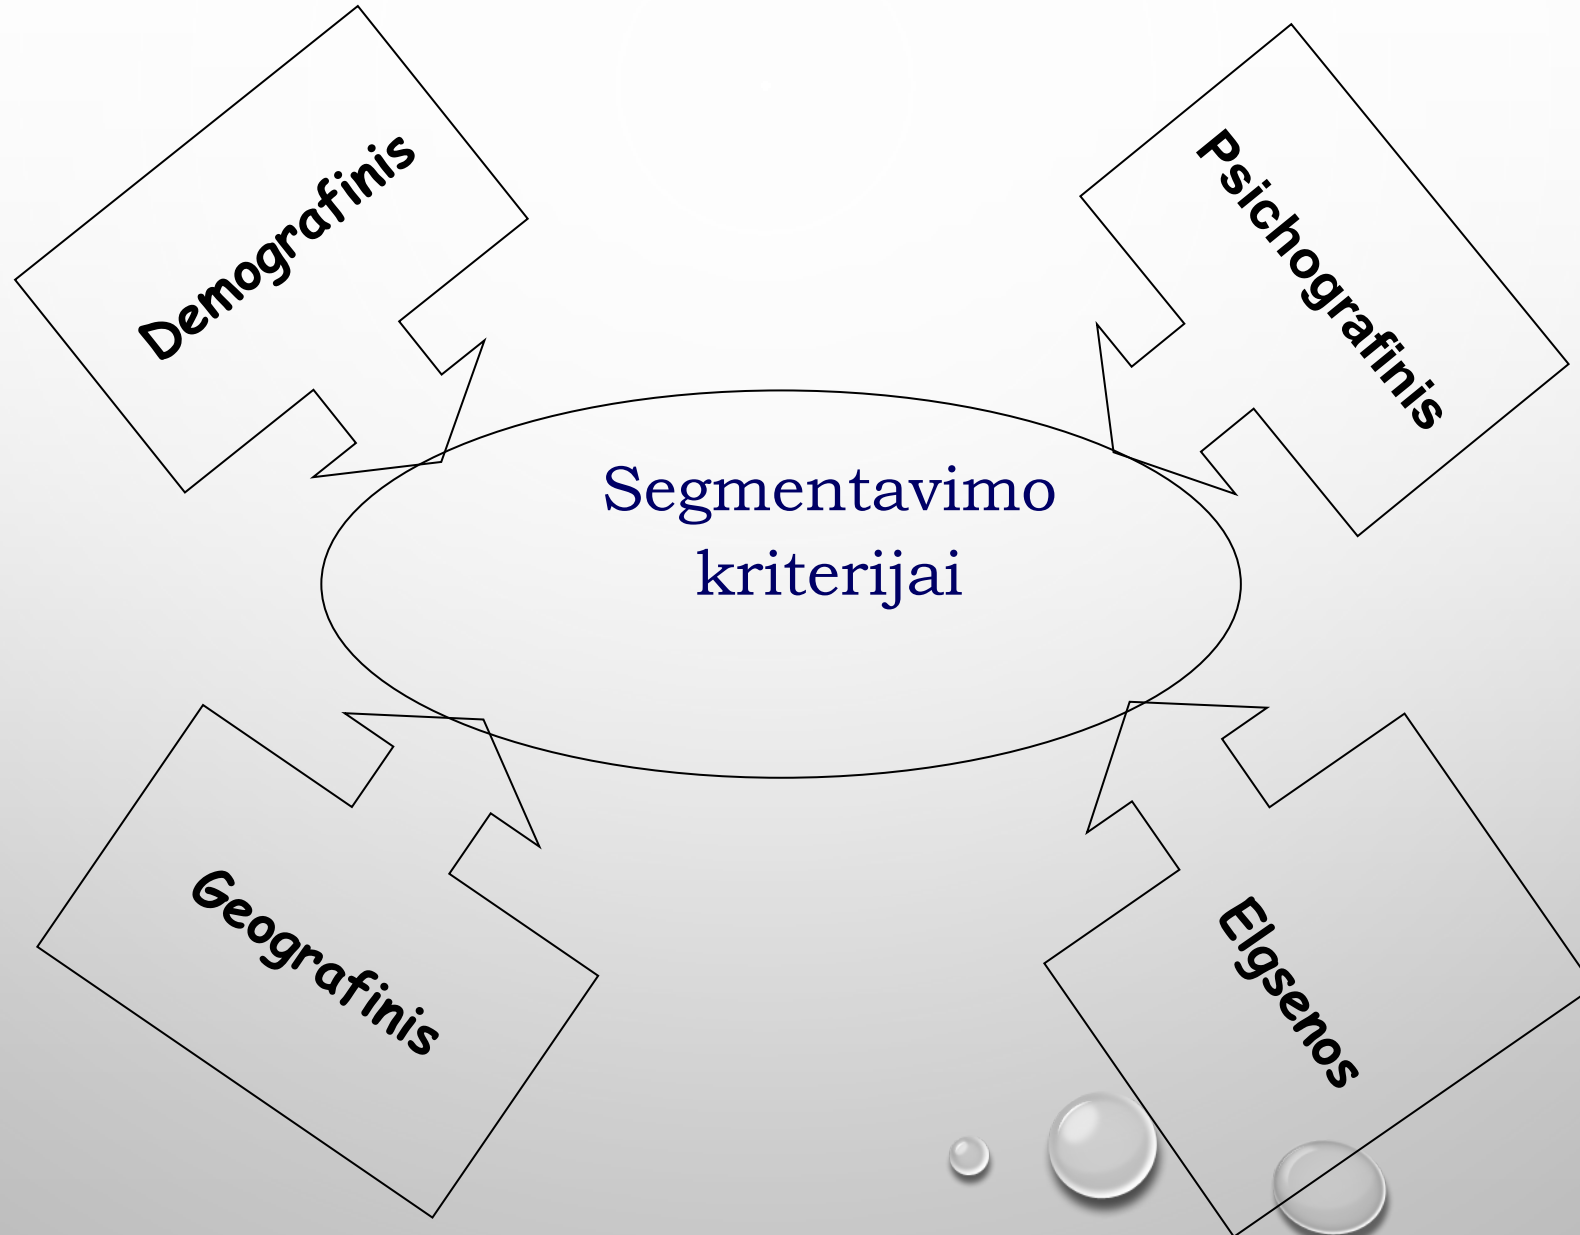 Demografinis
Psichografinis
Segmentavimo
kriterijai
Geografinis
Elgsenos